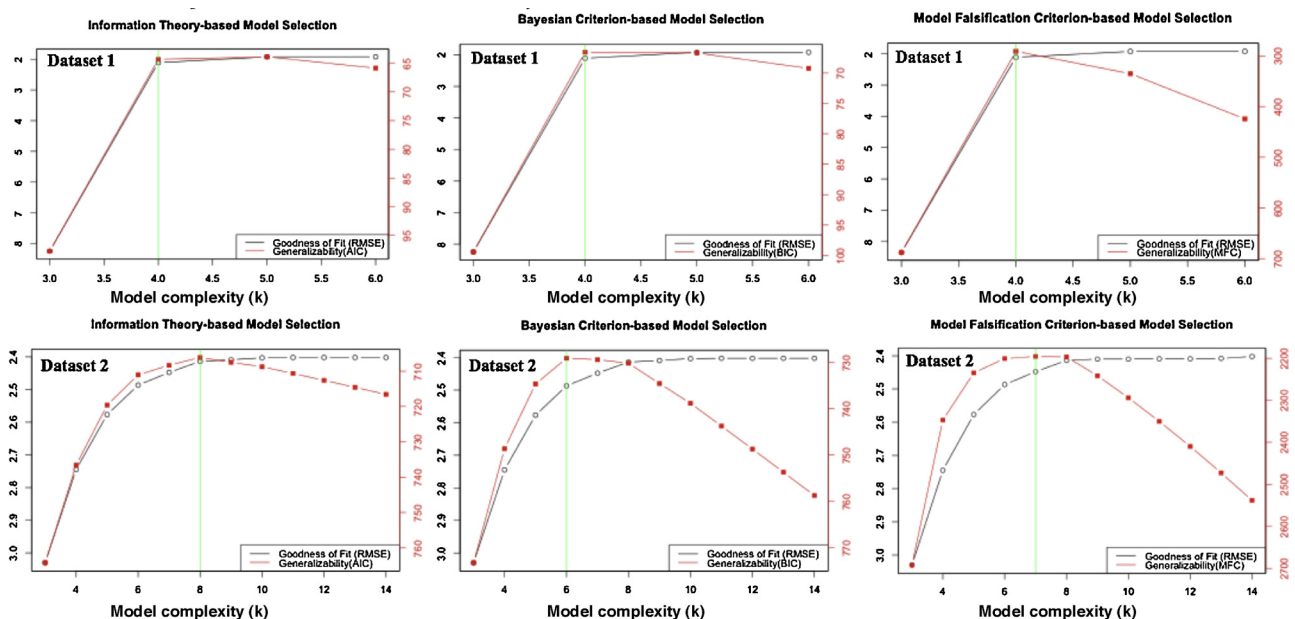 Information Theory-based Model Selection
Dataset 1
2
3
4
5
6
7
8
65
70
75
80
85
90
95
Goodness of Fit (RMSE)
Generalizability(AIC)
3.0 3.5 4.0 4.5 5.0 5.5 6.0
Model complexity (k)
Bayesian Criterion-based Model Selection
Dataset 1
2
3
4
5
6
7
8
70
75
80
85
90
95
100
Goodness of Fit (RMSE)
Generalizability(BIC)
3.0 3.5 4.0 4.5 5.0 5.5 6.0
Model complexity (k)
Model Falsification Criterion-based Model Selection
Dataset 1
2
3
4
5
6
7
8
300
400
500
600
700
Goodness of Fit (RMSE)
Generalizability(MFC)
3.0 3.5 4.0 4.5 5.0 5.5 6.0
Model complexity (k)
Information Theory-based Model Selection
Dataset 2
2.4
2.5
2.6
2.7
2.8
2.9
3.0
710
720
730
740
750
760
Goodness of Fit (RMSE)
Generalizability(AIC)
4 6 8 10 12 14
Model complexity (k)
Bayesian Criterion-based Model Selection
Dataset 2
2.4
2.5
2.6
2.7
2.8
2.9
3.0
730
740
750
760
770
Goodness of Fit (RMSE)
Generalizability(BIC)
4 6 8 10 12 14
Model complexity (k)
Model Falsification Criterion-based Model Selection
Dataset 2
2.4
2.5
2.6
2.7
2.8
2.9
3.0
2200
2300
2400
2500
2600
2700
Goodness of Fit (RMSE)
Generalizability(MFC)
4 6 8 10 12 14
Model complexity (k)